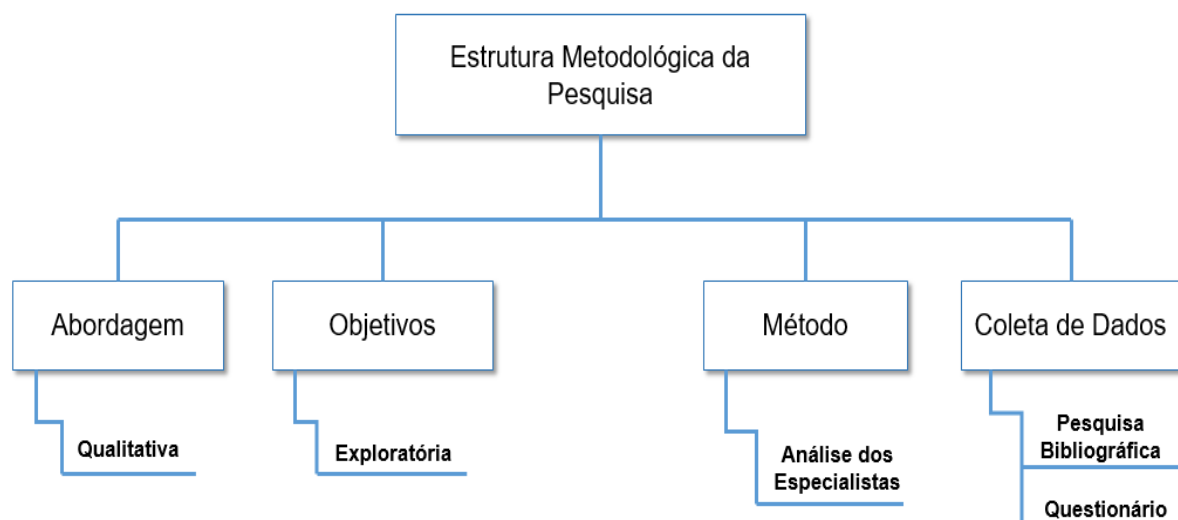 Estrutura Metodológica da
Pesquisa
Abordagem
Objetivos
Método
Coleta de Dados
Qualitativa
Exploratória
Análise dos
Especialistas
Pesquisa
Bibliográfica
Questionário